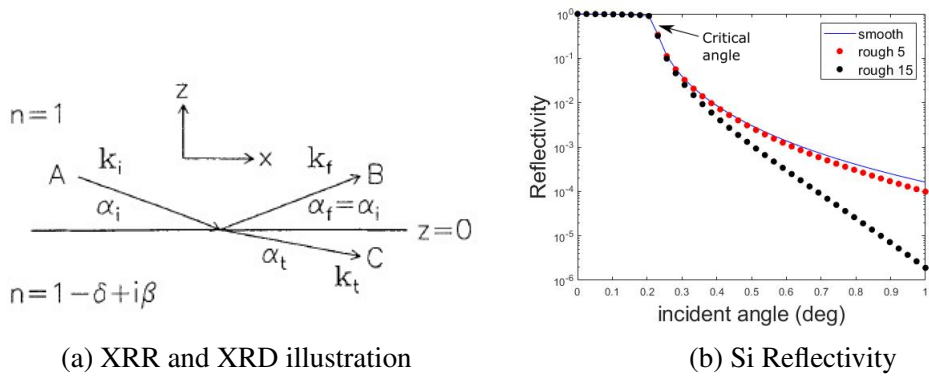 n=1
z
x
A
k_i
α_i
k_f
B
α_f=α_i
z=0
α_t
C
k_t
n=1−δ+iβ
(a) XRR and XRD illustration
Reflectivity
10^0
10^-1
10^-2
10^-3
10^-4
10^-5
10^-6
Critical
angle
smooth
rough 5
rough 15
0 0.1 0.2 0.3 0.4 0.5 0.6 0.7 0.8 0.9 1
incident angle (deg)
(b) Si Reflectivity